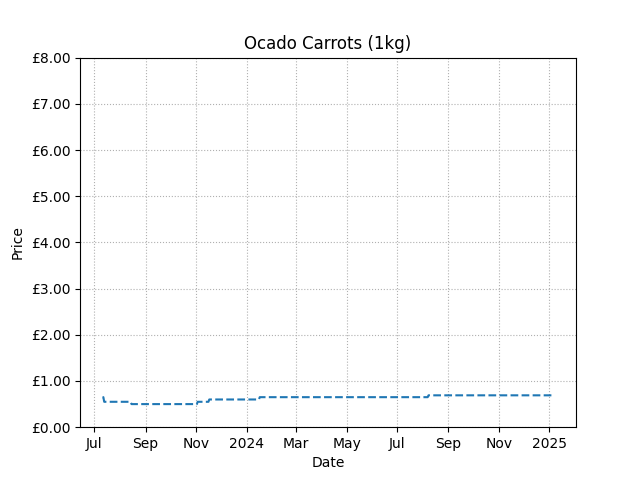 Ocado Carrots (1kg)
£8.00
£7.00
£6.00
£5.00
£4.00
£3.00
£2.00
£1.00
£0.00
Price
Jul Sep Nov 2024 Mar May Jul Sep Nov 2025
Date